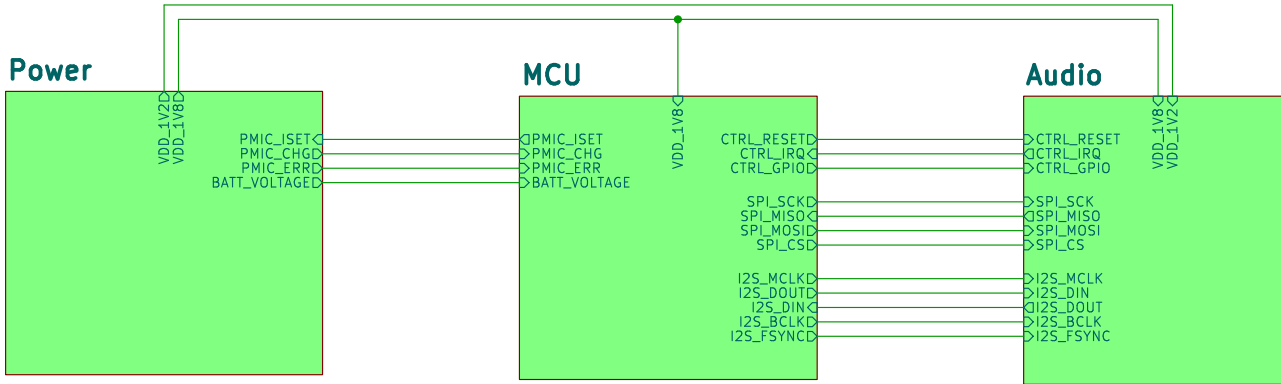 Power
VDD_1V2
VDD_1V8
PMIC_ISET
PMIC_CHG
PMIC_ERR
BATT_VOLTAGE
MCU
PMIC_ISET
PMIC_CHG
PMIC_ERR
BATT_VOLTAGE
VDD_1V8
CTRL_RESET
CTRL_IRQ
CTRL_GPIO
SPI_SCK
SPI_MISO
SPI_MOSI
SPI_CS
I2S_MCLK
I2S_DOUT
I2S_DIN
I2S_BCLK
I2S_FSYNC
Audio
CTRL_RESET
CTRL_IRQ
CTRL_GPIO
VDD_1V8
VDD_1V2
SPI_SCK
SPI_MISO
SPI_MOSI
SPI_CS
I2S_MCLK
I2S_DIN
I2S_DOUT
I2S_BCLK
I2S_FSYNC